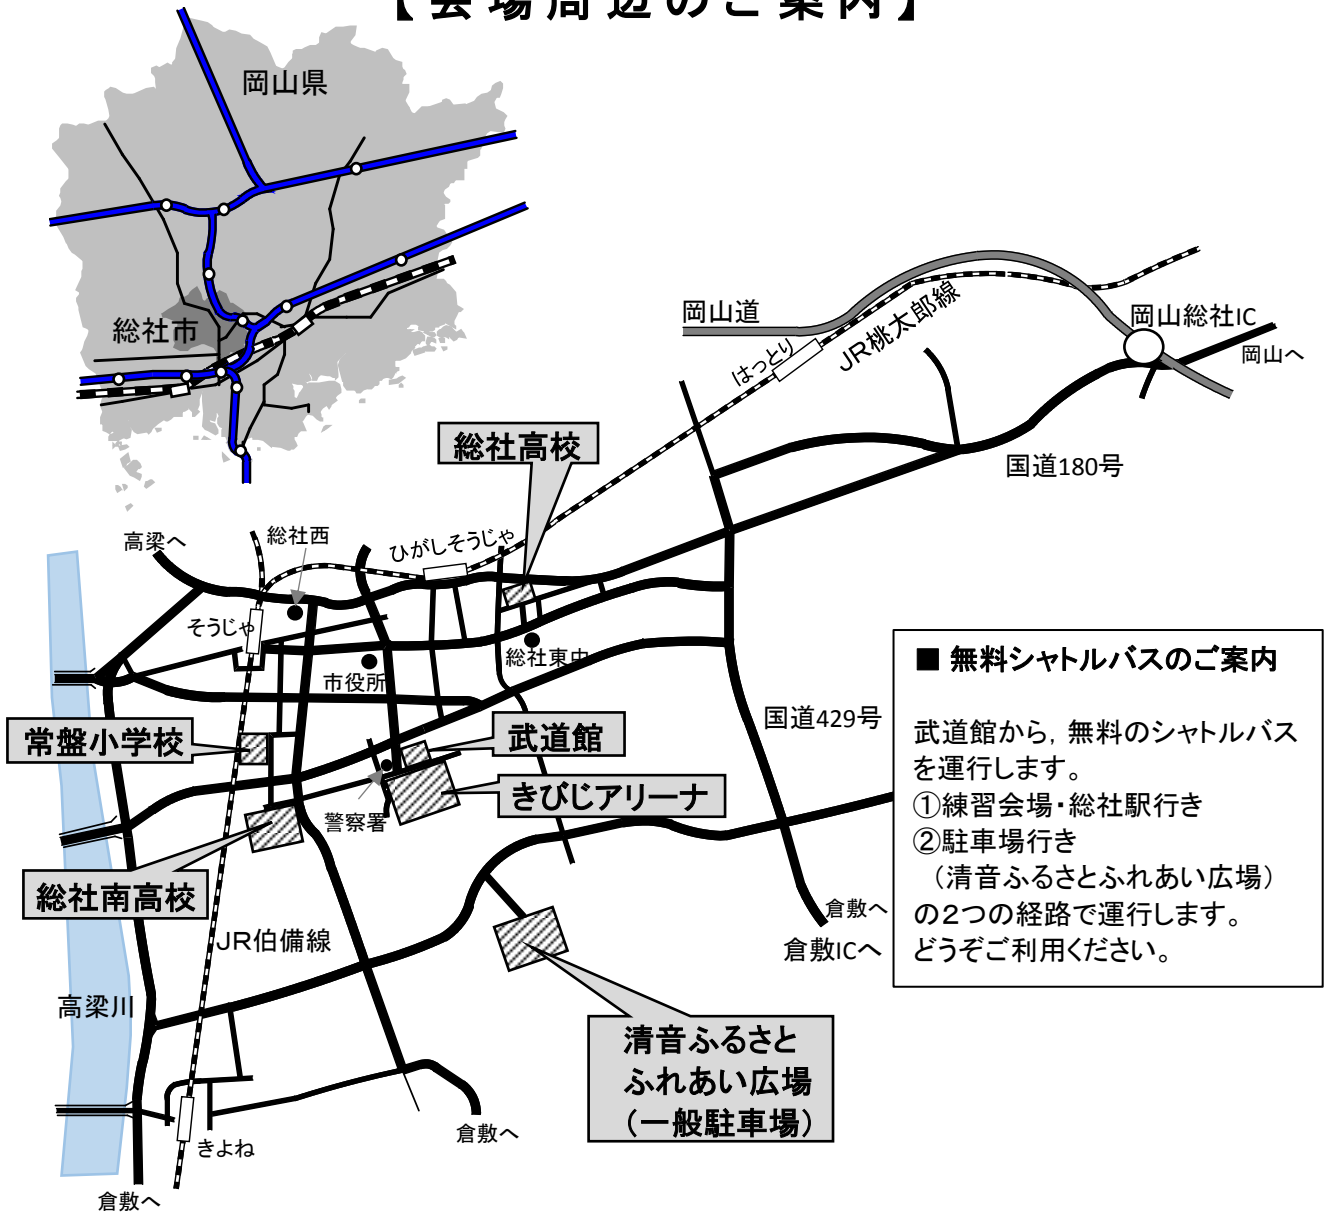 【会場周辺のご案内】
岡山県
総社市
岡山道
JR桃太郎線
岡山総社IC
岡山へ
はっとり
国道180号
総社高校
高梁へ
総社西
ひがしそうじゃ
そうじゃ
総社東中
市役所
国道429号
常盤小学校
武道館
きびじアリーナ
警察署
総社南高校
JR伯備線
高梁川
倉敷へ
倉敷ICへ
清音ふるさと
ふれあい広場
(一般駐車場)
きよね
倉敷へ
倉敷へ
■ 無料シャトルバスのご案内
武道館から,無料のシャトルバス
を運行します。
①練習会場・総社駅行き
②駐車場行き
(清音ふるさとふれあい広場)
の2つの経路で運行します。
どうぞご利用ください。